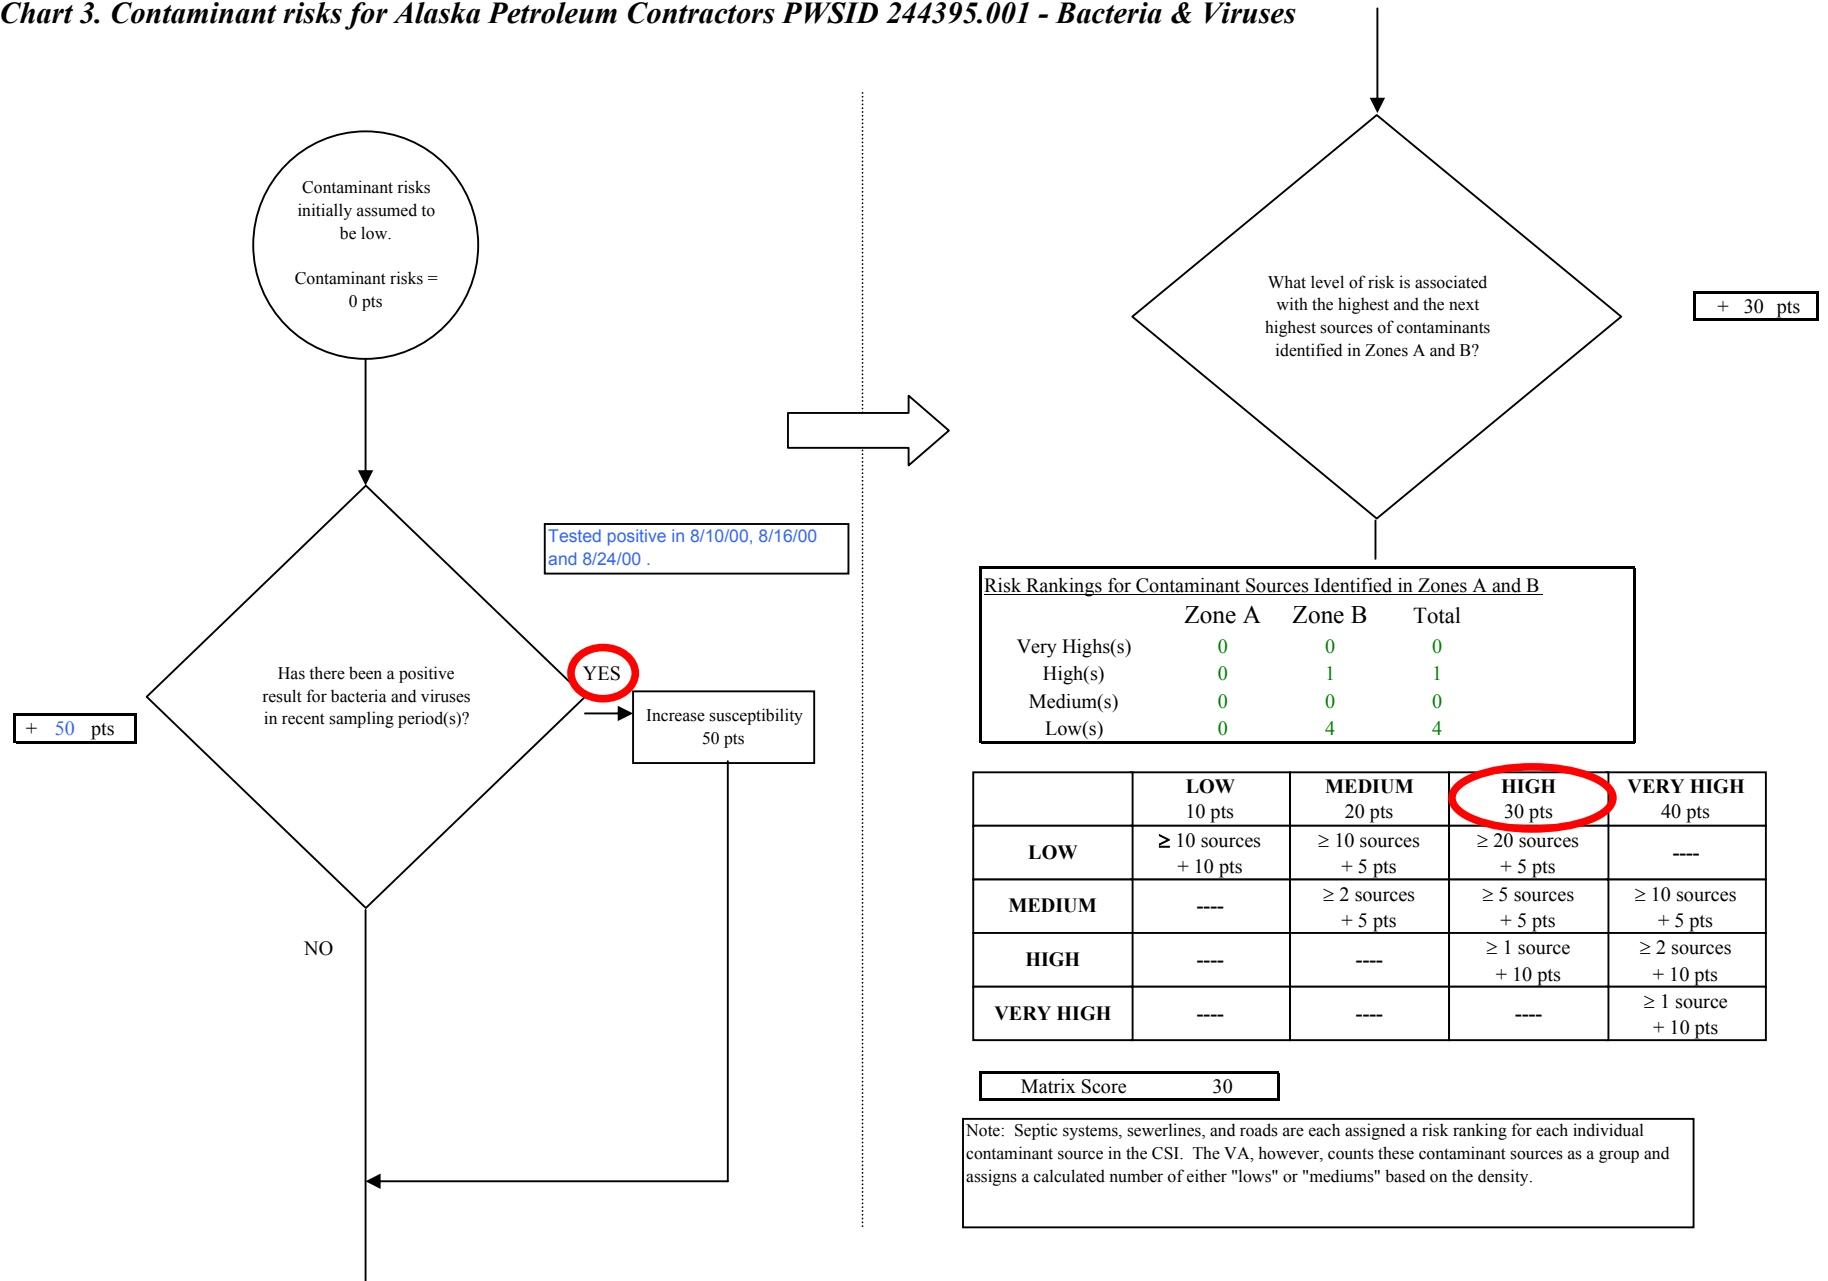 Chart 3. Contaminant risks for Alaska Petroleum Contractors PWSID 244395.001 - Bacteria & Viruses
Contaminant risks
initially assumed to
be low.
Contaminant risks =
0 pts
Tested positive in 8/10/00, 8/16/00
and 8/24/00 .
Has there been a positive
result for bacteria and viruses
in recent sampling period(s)?
YES
+ 50 pts
Increase susceptibility
50 pts
NO
What level of risk is associated
with the highest and the next
highest sources of contaminants
identified in Zones A and B?
+ 30 pts
Risk Rankings for Contaminant Sources Identified in Zones A and B
Zone A Zone B Total
Very Highs(s) 0 0 0
High(s) 0 1 1
Medium(s) 0 0 0
Low(s) 0 4 4
LOW MEDIUM HIGH VERY HIGH
10 pts 20 pts 30 pts 40 pts
LOW ≥ 10 sources ≥ 10 sources ≥ 20 sources ----
+ 10 pts + 5 pts + 5 pts
MEDIUM ---- ≥ 2 sources ≥ 5 sources ≥ 10 sources
+ 5 pts + 5 pts + 5 pts
HIGH ---- ---- ≥ 1 source ≥ 2 sources
+ 10 pts + 10 pts
VERY HIGH ---- ---- ---- ≥ 1 source
+ 10 pts
Matrix Score 30
Note: Septic systems, sewerlines, and roads are each assigned a risk ranking for each individual
contaminant source in the CSI. The VA, however, counts these contaminant sources as a group and
assigns a calculated number of either "lows" or "mediums" based on the density.